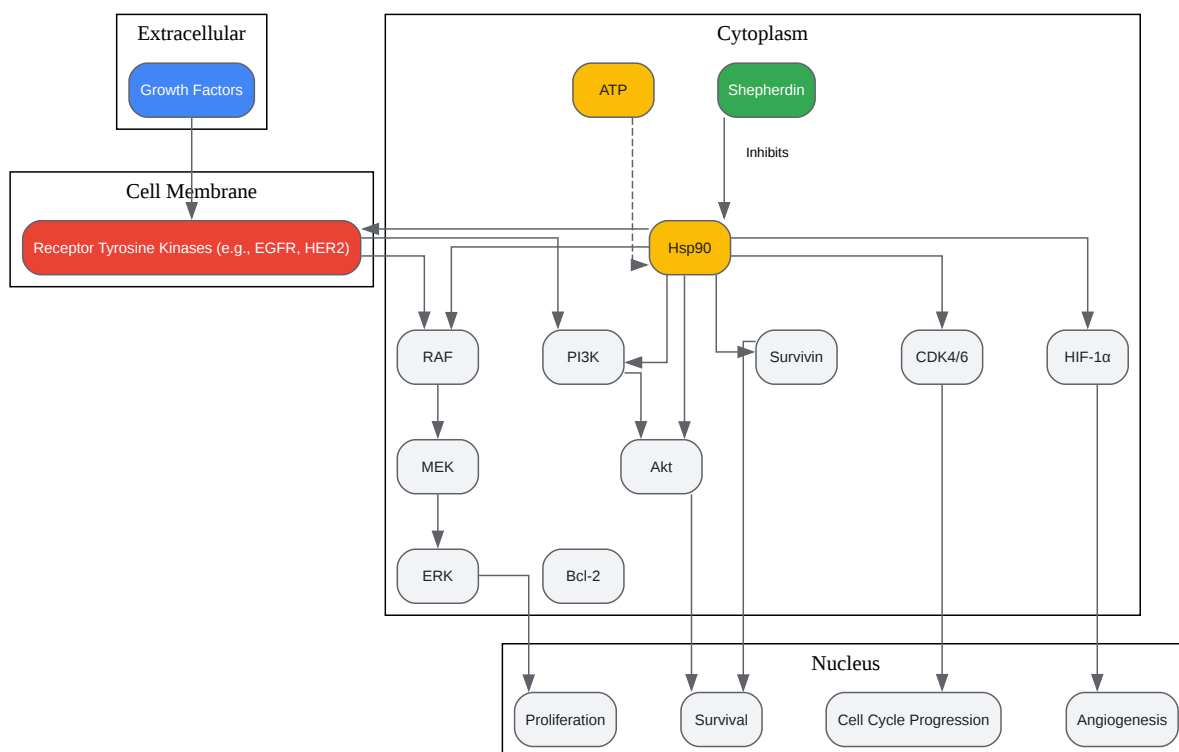 Extracellular
Cytoplasm
Growth Factors
ATP
Shepherdin
Inhibits
Cell Membrane
Receptor Tyrosine Kinases (e.g., EGFR, HER2)
Hsp90
RAF
PI3K
Survivin
CDK4/6
HIF-1α
MEK
Akt
ERK
Bcl-2
Nucleus
Proliferation
Survival
Cell Cycle Progression
Angiogenesis